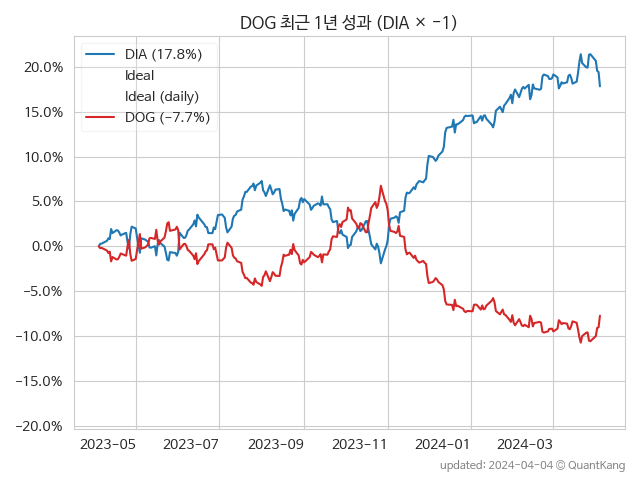 DOG 최근 1년 성과 (DIA × −1)
DIA (17.8%)
Ideal
Ideal (daily)
DOG (−7.7%)
20.0%
15.0%
10.0%
5.0%
0.0%
−5.0%
−10.0%
−15.0%
−20.0%
2023-05 2023-07 2023-09 2023-11 2024-01 2024-03
updated: 2024-04-04 © QuantKang